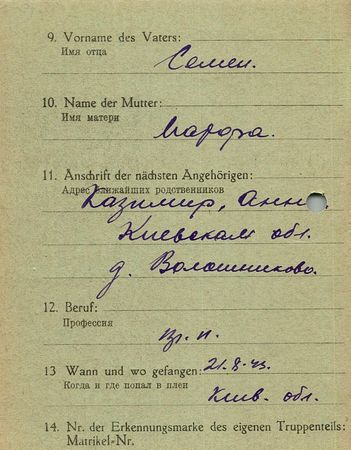 9. Vorname des Vaters:
Имя отца
Семен.
10. Name der Mutter:
Имя матери
Марфа.
11. Anschrift der nächsten Angehörigen:
Адрес ближайших родственников
Казимир, Анн
Киевская обл.
д. Волошиново.
12. Beruf:
Профессия
13 Wann und wo gefangen: 21.8.43.
Когда и где попал в плен
Киев. обл.
14. Nr. der Erkennungsmarke des eigenen Truppenteils:
Matrikel-Nr.